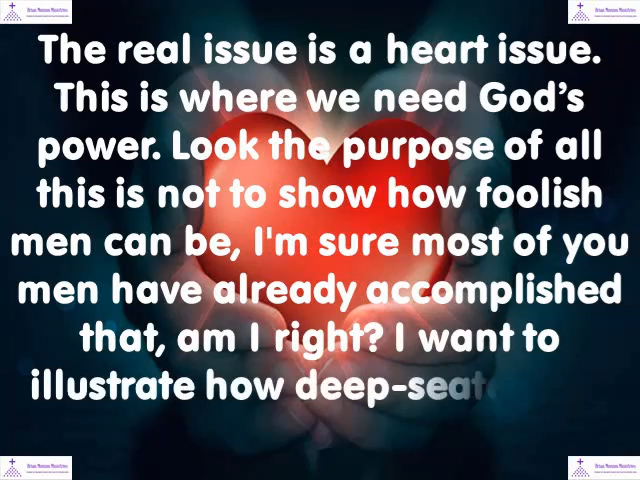 The real issue is a heart issue.
This is where we need God’s
power. Look the purpose of all
this is not to show how foolish
men can be, I'm sure most of you
men have already accomplished
that, am I right? I want to
illustrate how deep-seat